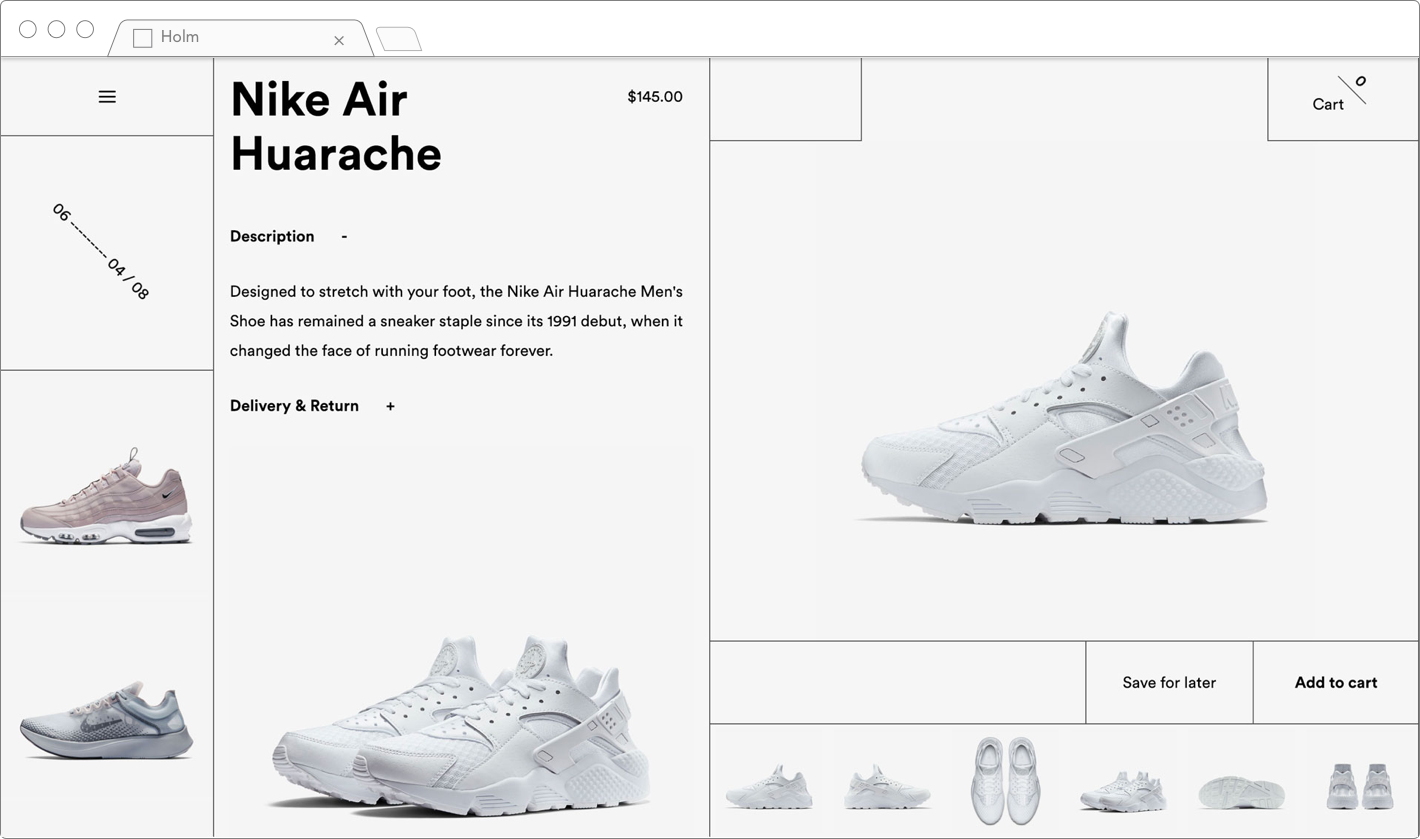 Holm
Nike Air
Huarache
$145.00
Cart
0
06
04 / 08
Description -
Designed to stretch with your foot, the Nike Air Huarache Men's
Shoe has remained a sneaker staple since its 1991 debut, when it
changed the face of running footwear forever.
Delivery & Return +
Save for later
Add to cart